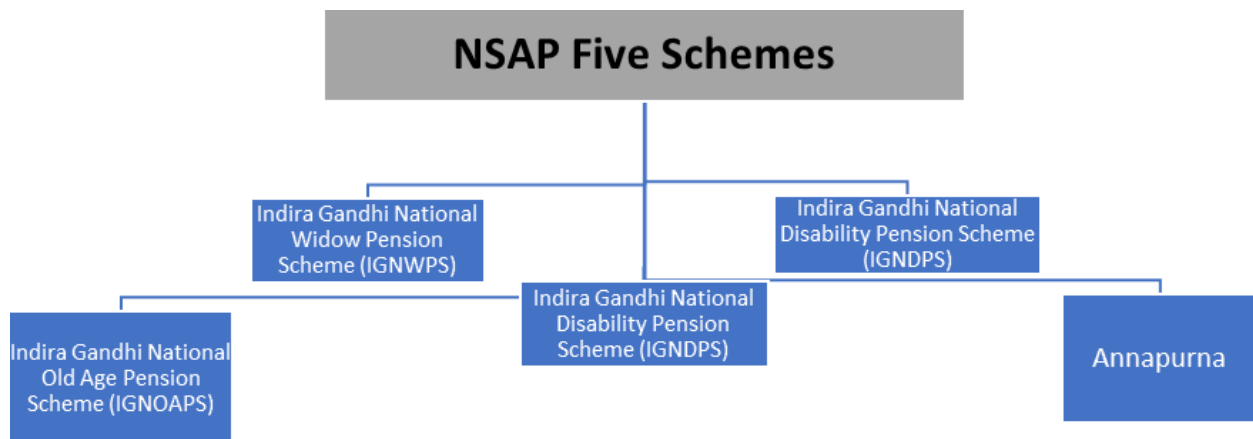 NSAP Five Schemes
Indira Gandhi National
Widow Pension
Scheme (IGNWPS)
Indira Gandhi National
Disability Pension Scheme
(IGNDPS)
Indira Gandhi National
Old Age Pension
Scheme (IGNOAPS)
Indira Gandhi National
Disability Pension
Scheme (IGNDPS)
Annapurna